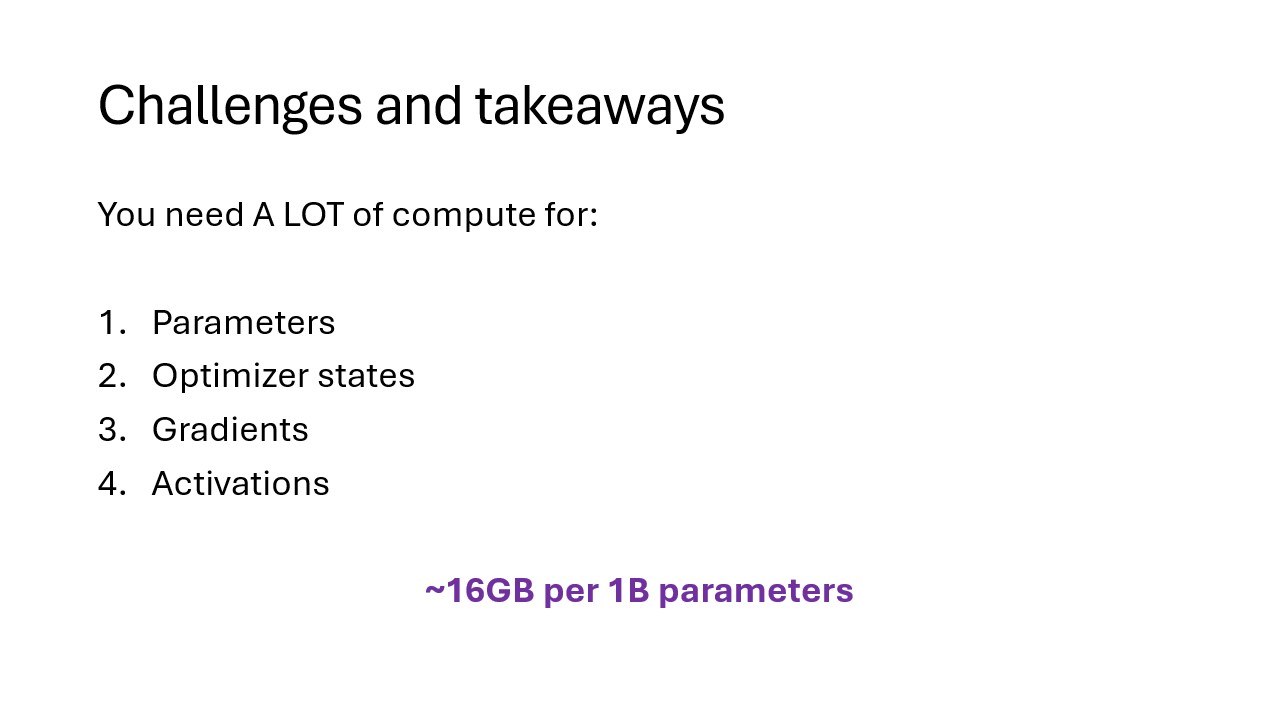 Challenges and takeaways
You need A LOT of compute for:
1. Parameters
2. Optimizer states
3. Gradients
4. Activations
~16GB per 1B parameters